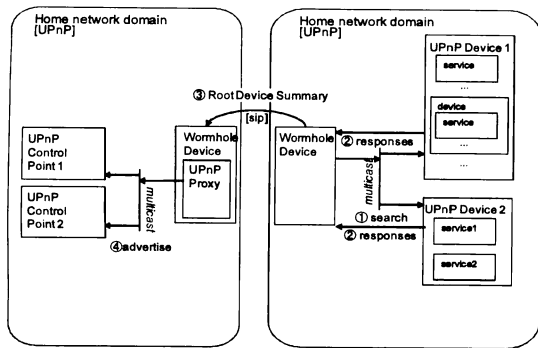 Home network domain
[UPnP]
UPnP
Control
Point 1
UPnP
Control
Point 2
multicast
④advertise
Wormhole
Device
UPnP
Proxy
③ Root Device Summary
[sip]
Home network domain
[UPnP]
Wormhole
Device
② responses
multicast
① search
② responses
UPnP Device 1
service
...
device
service
...
...
UPnP Device 2
service1
service2